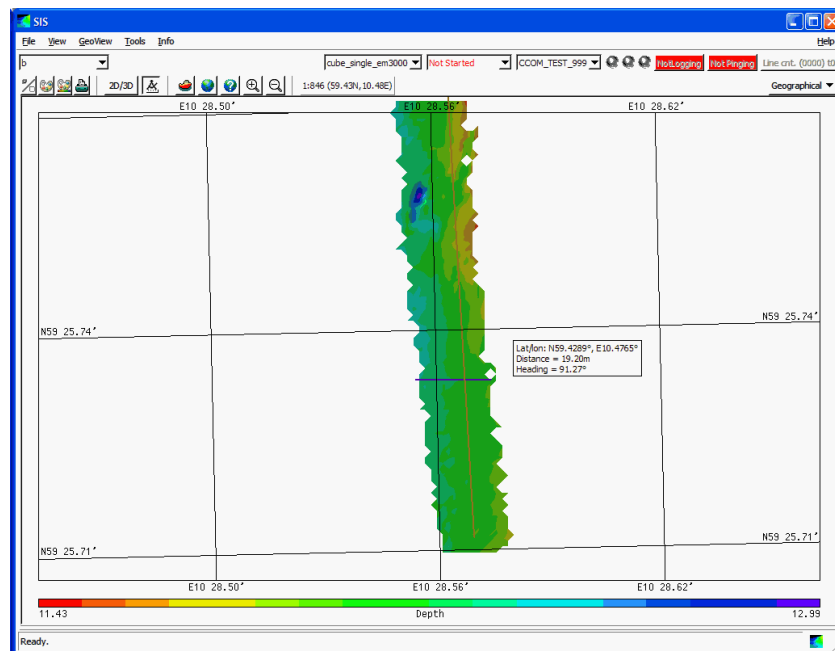 SIS
File View GeoView Tools Info Help
b cube_single_em3000 Not Started CCOM_TEST_999 NotLogging Not Pinging Line cnt. (0000) t0
2D/3D 1:846 (59.43N,10.48E) Geographical
E10 28.50' E10 28.56' E10 28.62'
N59 25.74' N59 25.74'
Lat/lon: N59.4289°, E10.4765°
Distance = 19.20m
Heading = 91.27°
N59 25.71' N59 25.71'
E10 28.50' E10 28.56' E10 28.62'
11.43 Depth 12.99
Ready.